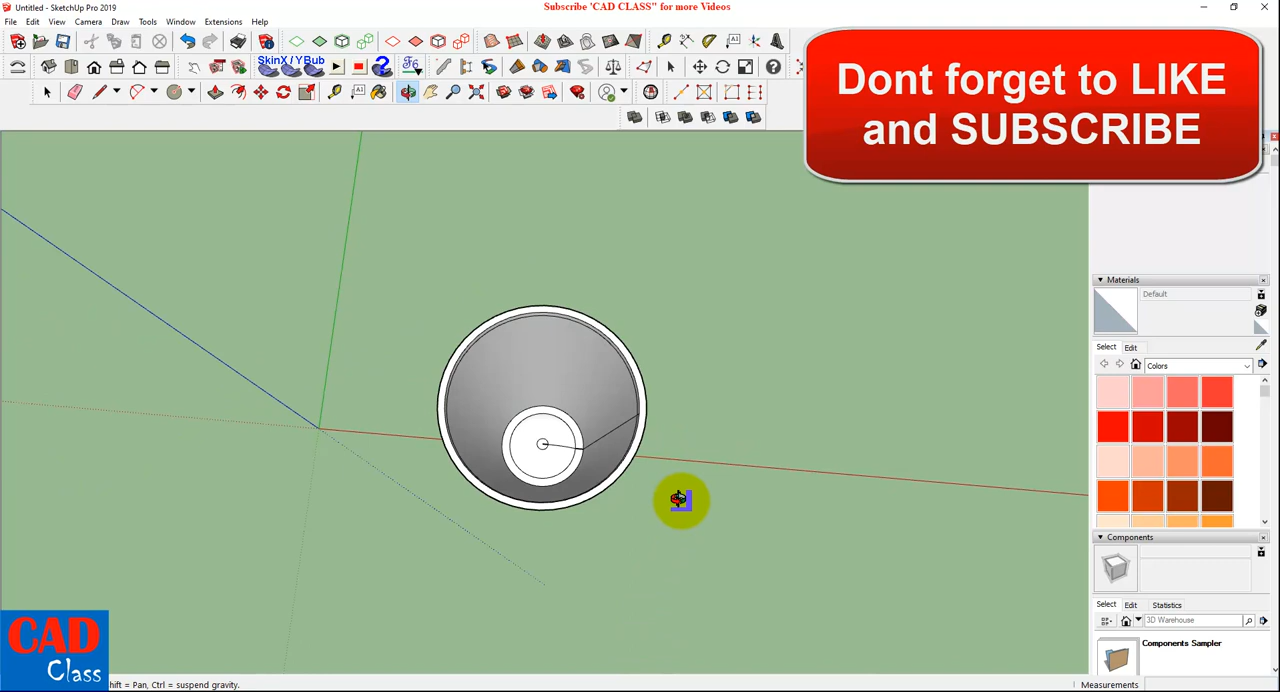 Untitled - SketchUp Pro 2019
Subscribe 'CAD CLASS" for more Videos
File Edit View Camera Draw Tools Window Extensions Help
SkinX / YBub
Dont forget to LIKE
and SUBSCRIBE
Materials
Default
Select Edit
Colors
Components
Select Edit Statistics
3D Warehouse
Components Sampler
CAD
Class
hift = Pan, Ctrl = suspend gravity.
Measurements